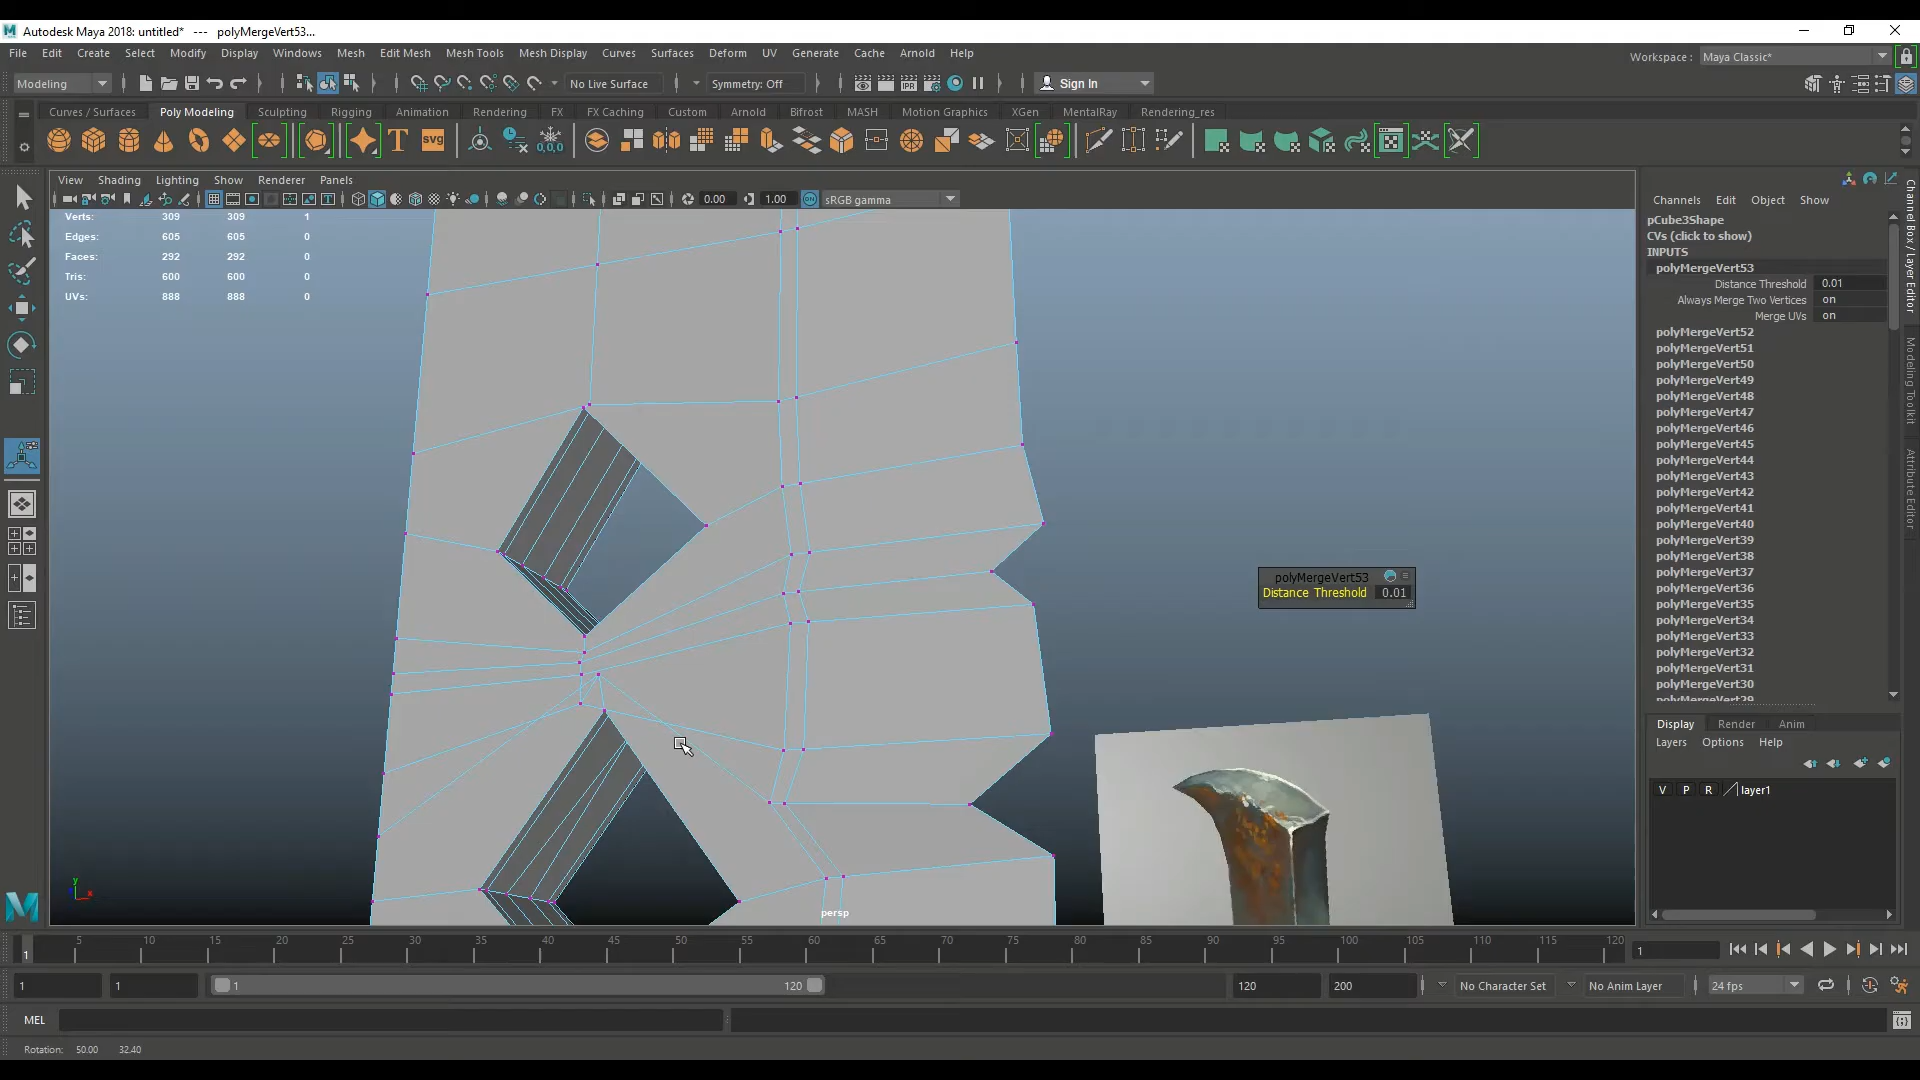 Autodesk Maya 2018: untitled* --- polyMergeVert53...
File Edit Create Select Modify Display Windows Mesh Edit Mesh Mesh Tools Mesh Display Curves Surfaces Deform UV Generate Cache Arnold Help
Workspace : Maya Classic*
Modeling No Live Surface Symmetry: Off Sign In
Curves / Surfaces Poly Modeling Sculpting Rigging Animation Rendering FX FX Caching Custom Arnold Bifrost MASH Motion Graphics XGen MentalRay Rendering_res
View Shading Lighting Show Renderer Panels
0.00 1.00 sRGB gamma
Verts: 309 309 1
Edges: 605 605 0
Faces: 292 292 0
Tris: 600 600 0
UVs: 888 888 0
polyMergeVert53
Distance Threshold 0.01
persp
Channels Edit Object Show
pCube3Shape
CVs (click to show)
INPUTS
polyMergeVert53
Distance Threshold 0.01
Always Merge Two Vertices on
Merge UVs on
polyMergeVert52
polyMergeVert51
polyMergeVert50
polyMergeVert49
polyMergeVert48
polyMergeVert47
polyMergeVert46
polyMergeVert45
polyMergeVert44
polyMergeVert43
polyMergeVert42
polyMergeVert41
polyMergeVert40
polyMergeVert39
polyMergeVert38
polyMergeVert37
polyMergeVert36
polyMergeVert35
polyMergeVert34
polyMergeVert33
polyMergeVert32
polyMergeVert31
polyMergeVert30
polyMergeVert29
Channel Box / Layer Editor
Modeling Toolkit
Attribute Editor
Display Render Anim
Layers Options Help
V P R layer1
5 10 15 20 25 30 35 40 45 50 55 60 65 70 75 80 85 90 95 100 105 110 115 120
1 1
1 1 1 120 120 200 No Character Set No Anim Layer 24 fps
MEL
Rotation: 50.00 32.40